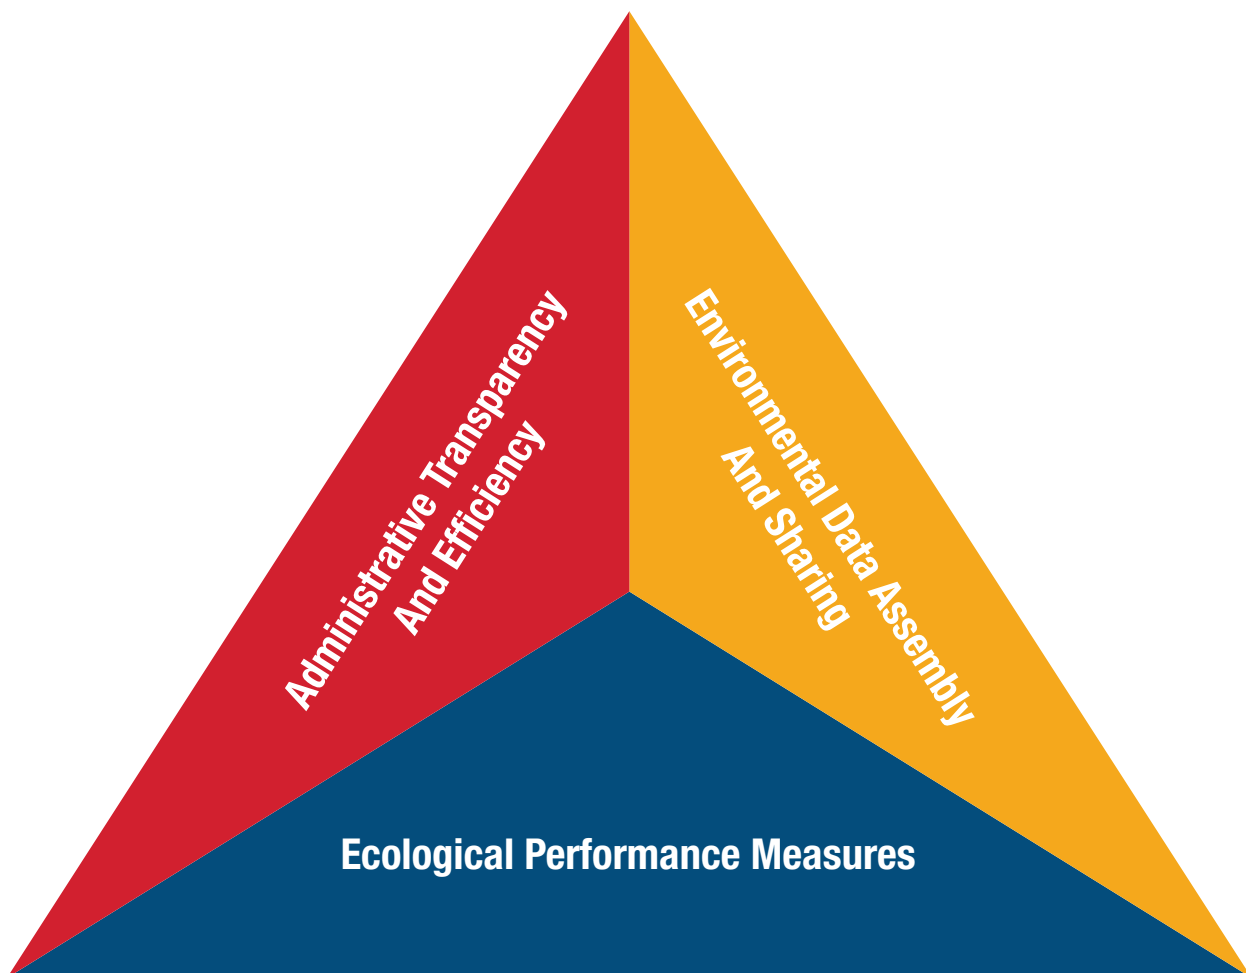 Administrative Transparency
And Efficiency
Environmental Data Assembly
And Sharing
Ecological Performance Measures